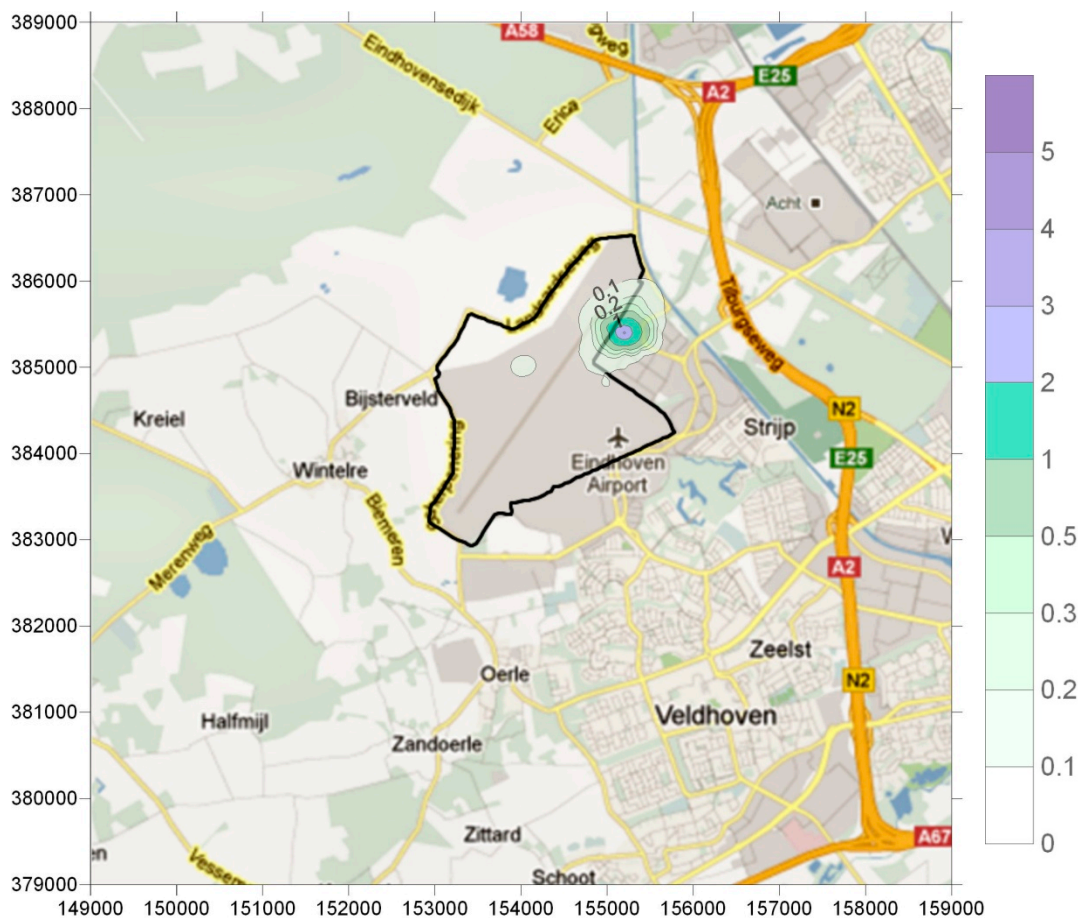 389000
388000
387000
386000
385000
384000
383000
382000
381000
380000
379000
149000 150000 151000 152000 153000 154000 155000 156000 157000 158000 159000
A58
Eindhovensedijk
Erica
A2
E25
Acht
Landsardseweg
0.1
0.2
1
Tilburgseweg
Bijsterveld
Kreiel
Wintelre
N2
Strijp
E25
Eindhoven
Airport
Biemeren
Merenweg
A2
Zeelst
Oerle
N2
Halfmijl
Veldhoven
Zandoerle
Zittard
A67
Schoot
5
4
3
2
1
0.5
0.3
0.2
0.1
0